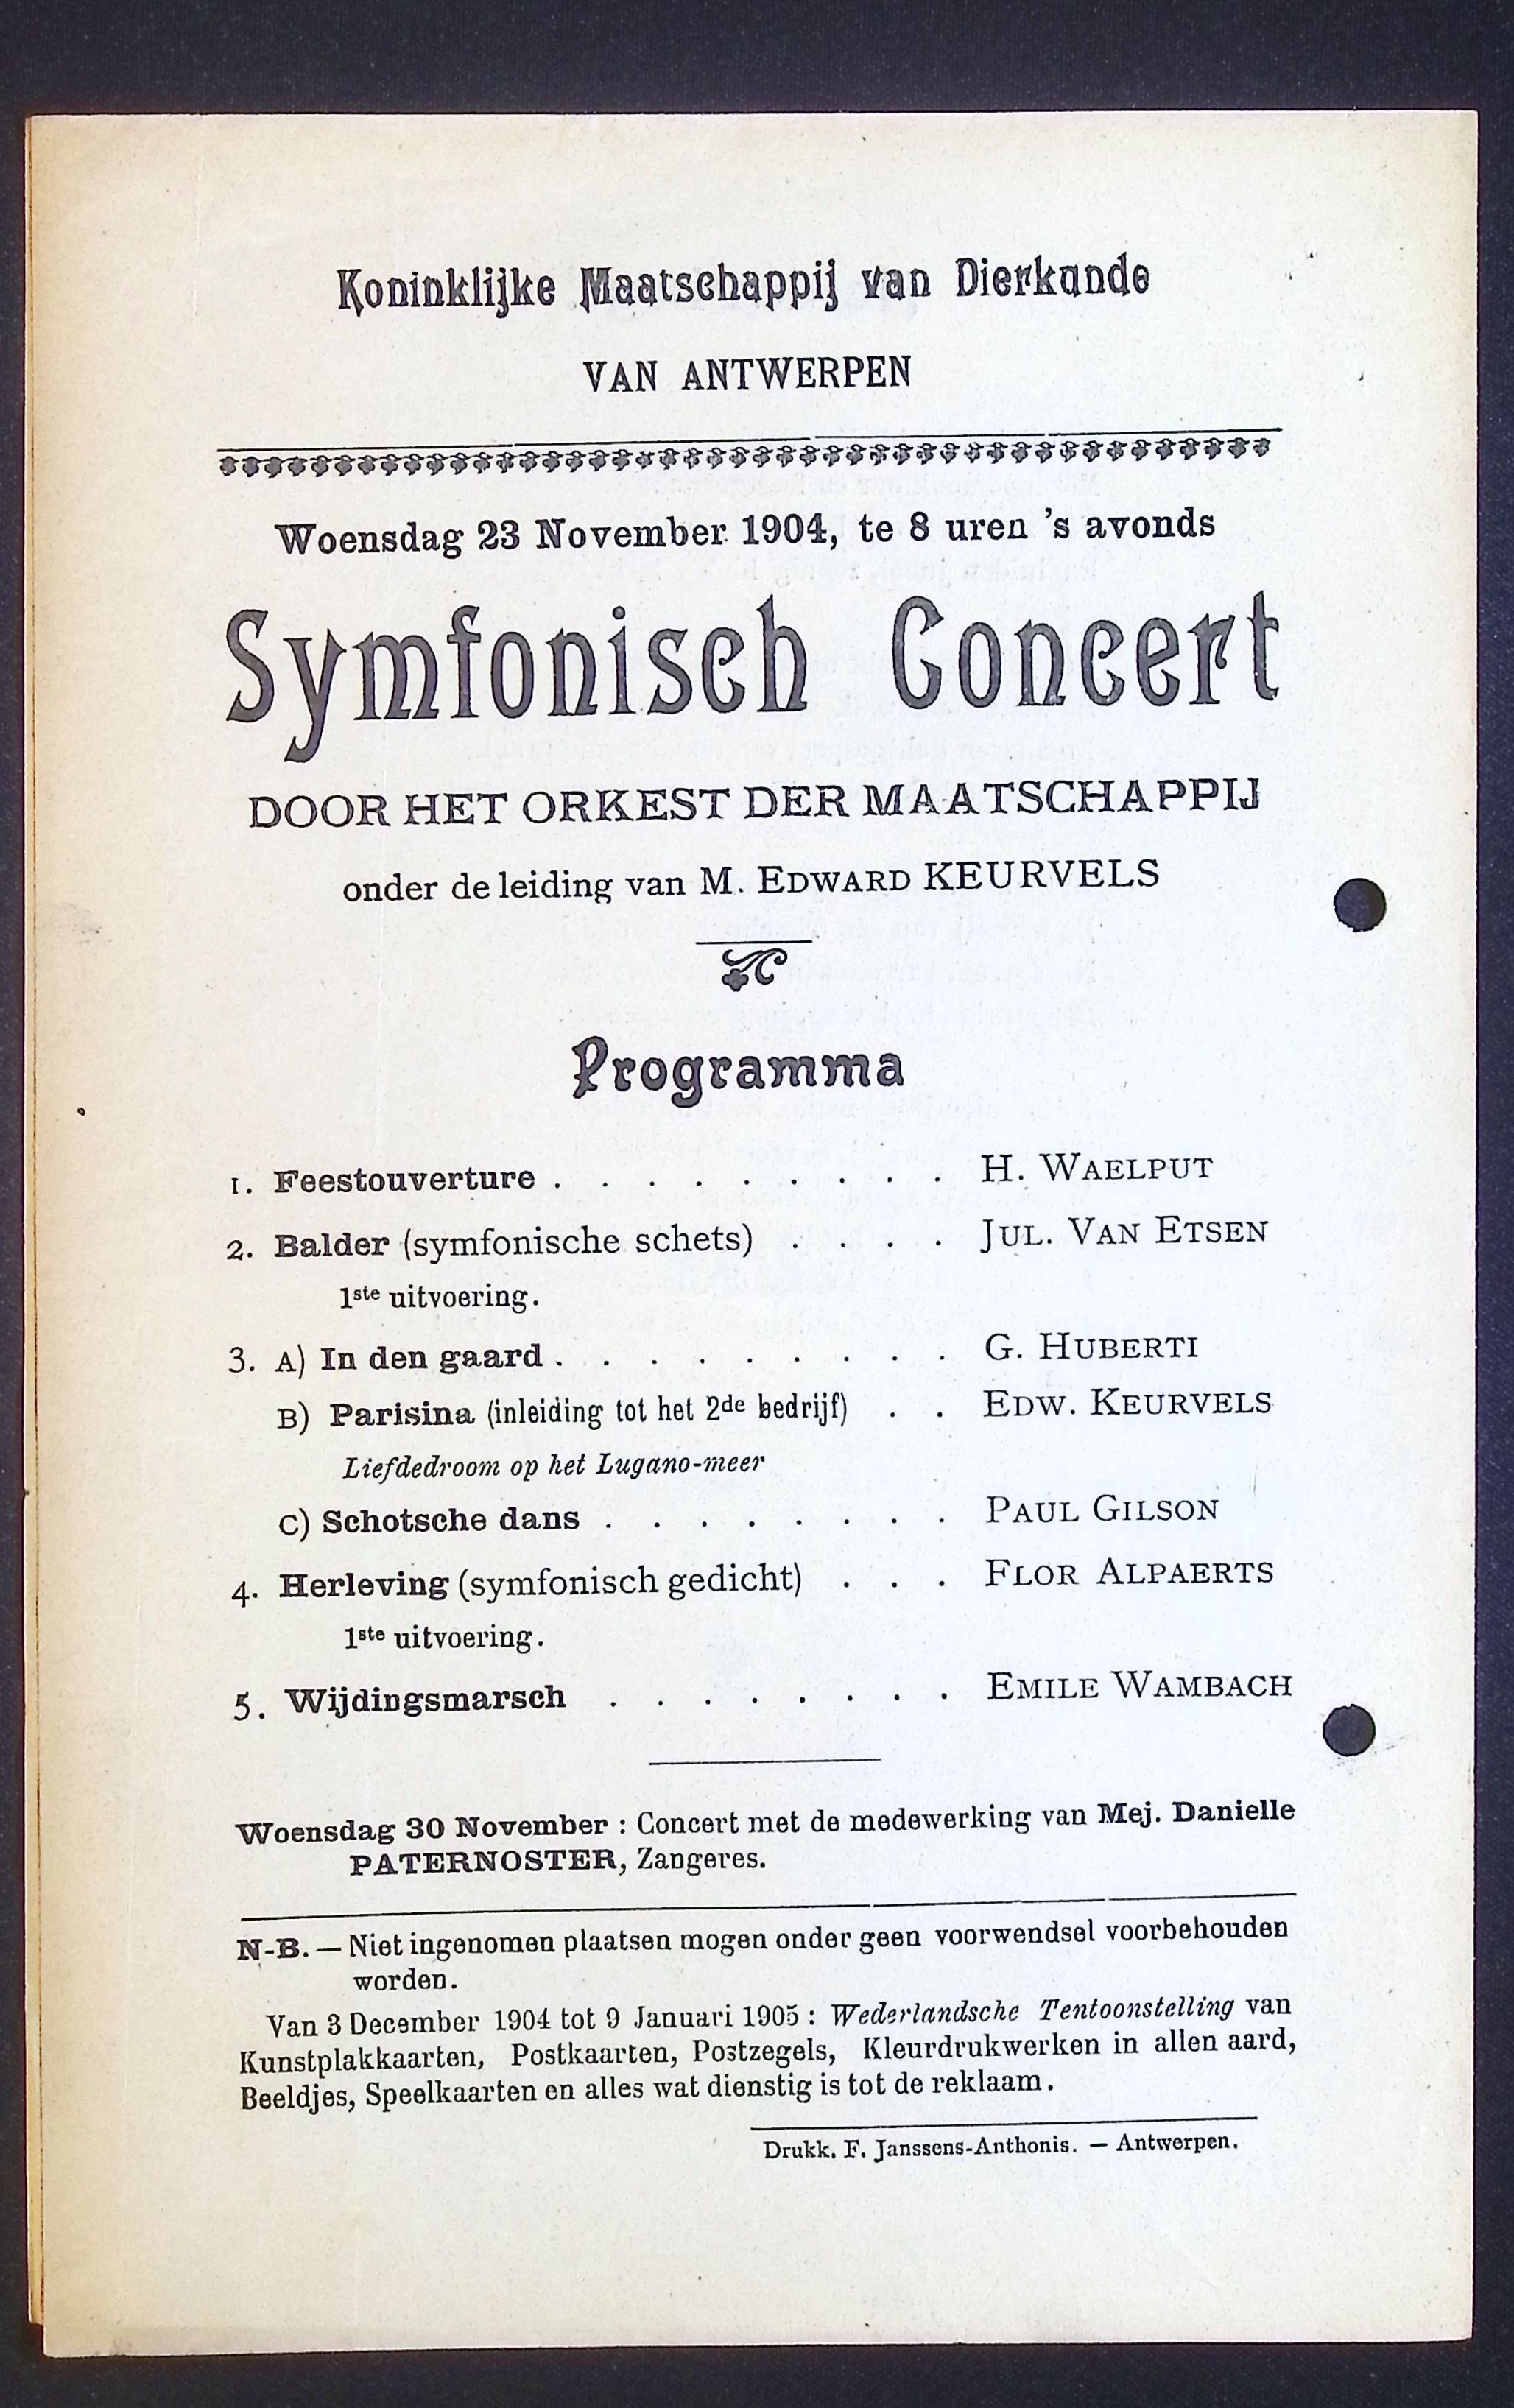 Koninklijke Maatschappij van Dierkunde
VAN ANTWERPEN
Woensdag 23 November 1904, te 8 uren 's avonds
Symfonisch Concert
DOOR HET ORKEST DER MAATSCHAPPIJ
onder de leiding van M. EDWARD KEURVELS
Programma
1. Feestouverture . . . . . . . . . H. WAELPUT
2. Balder (symfonische schets) . . . . JUL. VAN ETSEN
1ste uitvoering.
3. A) In den gaard . . . . . . . . . G. HUBERTI
B) Parisina (inleiding tot het 2de bedrijf) . . EDW. KEURVELS
Liefdedroom op het Lugano-meer
C) Schotsche dans . . . . . . . . PAUL GILSON
4. Herleving (symfonisch gedicht) . . . FLOR ALPAERTS
1ste uitvoering.
5. Wijdingsmarsch . . . . . . . . EMILE WAMBACH
Woensdag 30 November : Concert met de medewerking van Mej. Danielle
PATERNOSTER, Zangeres.
N-B. — Niet ingenomen plaatsen mogen onder geen voorwendsel voorbehouden
worden.
Van 3 December 1904 tot 9 Januari 1905 : Wederlandsche Tentoonstelling van
Kunstplakkaarten, Postkaarten, Postzegels, Kleurdrukwerken in allen aard,
Beeldjes, Speelkaarten en alles wat dienstig is tot de reklaam.
Drukk. F. Janssens-Anthonis. — Antwerpen.